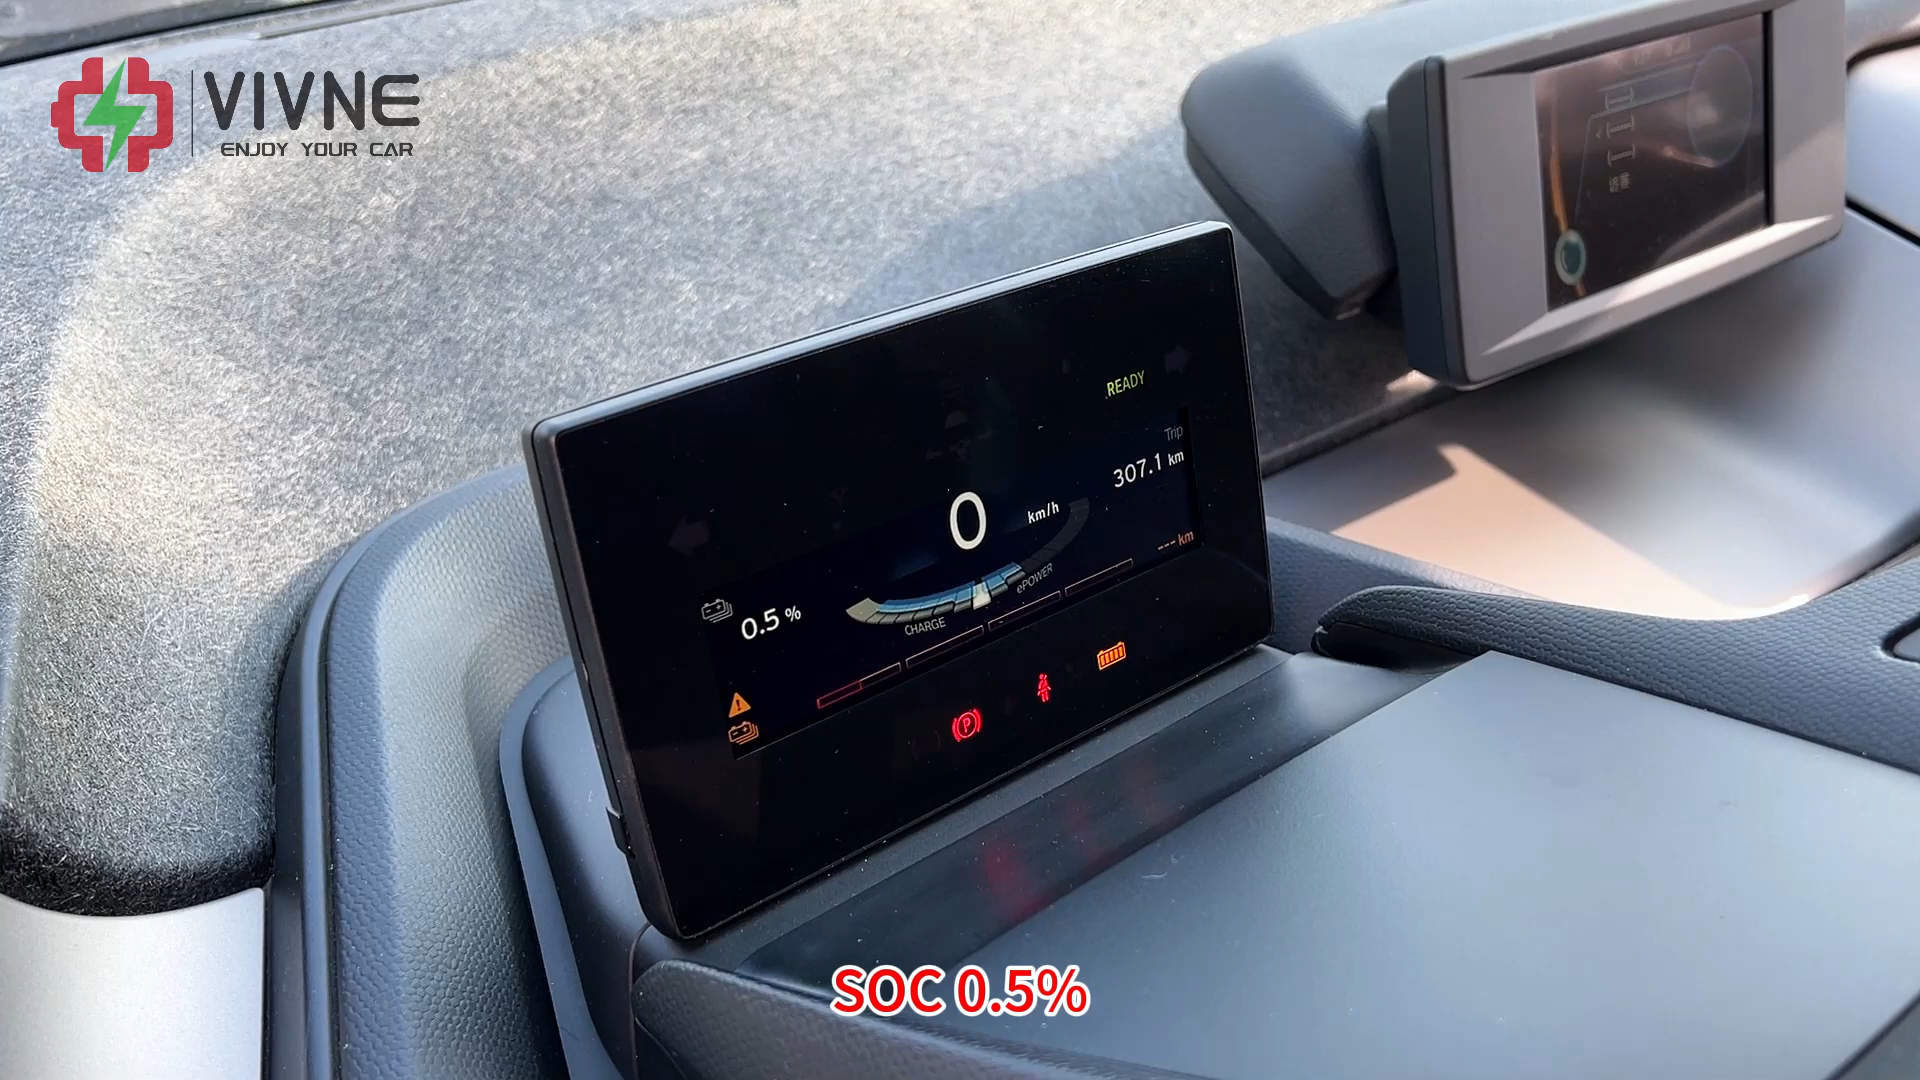 VIVNE
ENJOY YOUR CAR
READY
Trip
307.1 km
0 km/h
--- km
0.5 %
CHARGE
ePOWER
P
SOC 0.5%